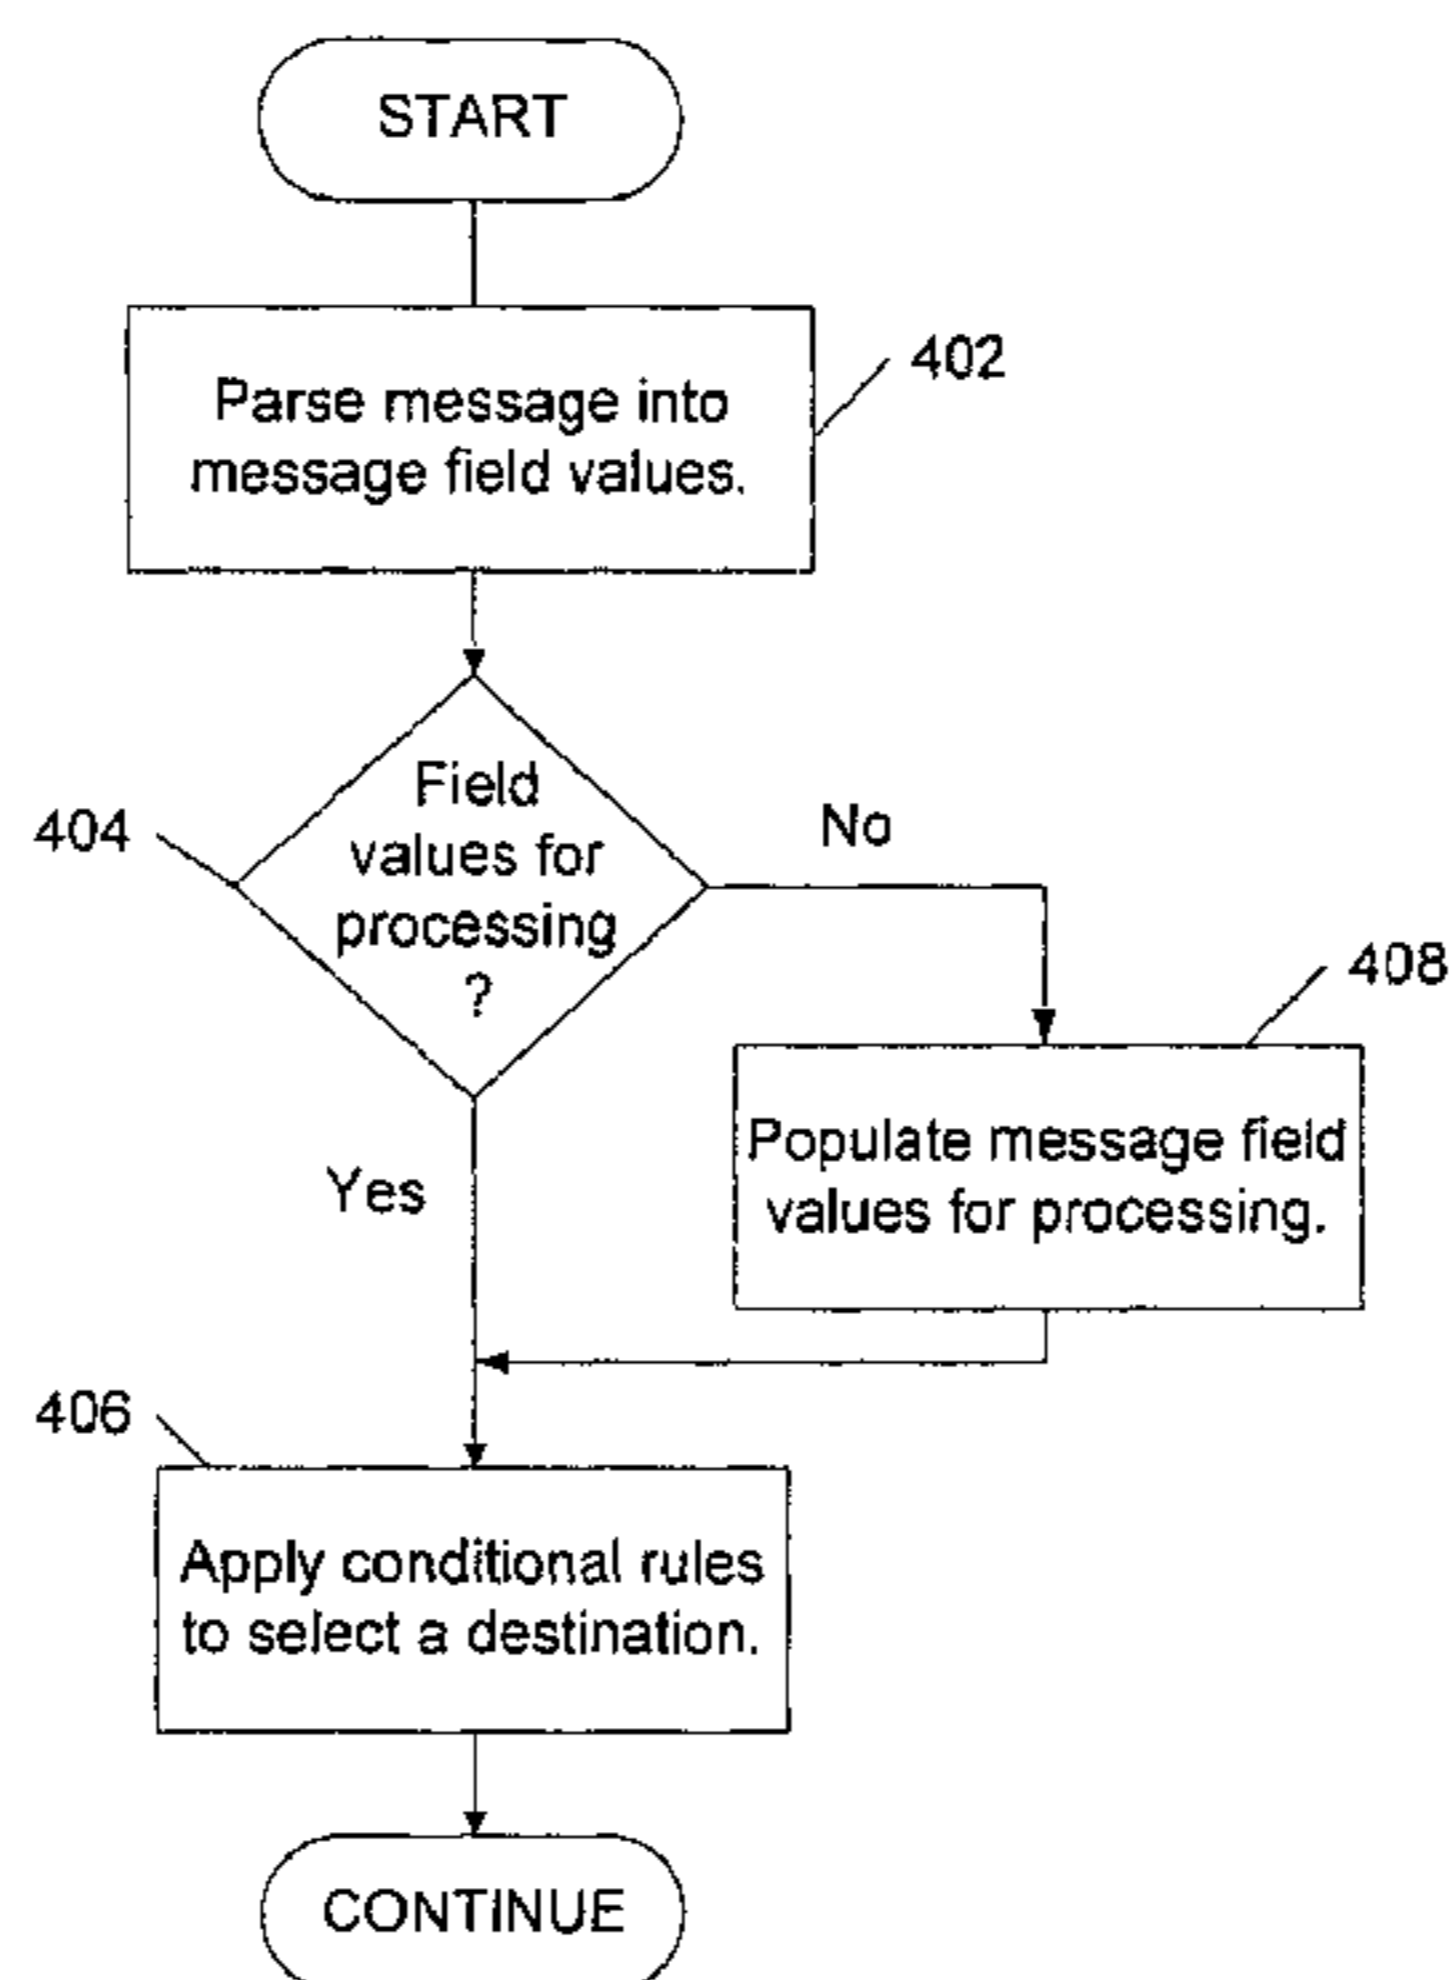 START
Parse message into
message field values.
402
Field
values for
processing
?
404
No
408
Populate message field
values for processing.
Yes
406
Apply conditional rules
to select a destination.
CONTINUE